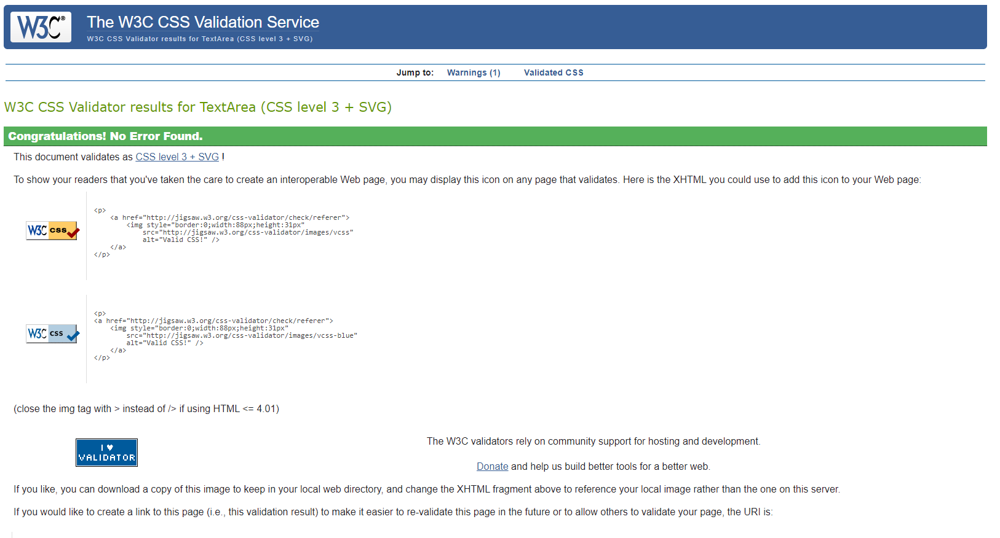 W3C®
The W3C CSS Validation Service
W3C CSS Validator results for TextArea (CSS level 3 + SVG)
Jump to: Warnings (1) Validated CSS
W3C CSS Validator results for TextArea (CSS level 3 + SVG)
Congratulations! No Error Found.
This document validates as CSS level 3 + SVG !
To show your readers that you've taken the care to create an interoperable Web page, you may display this icon on any page that validates. Here is the XHTML you could use to add this icon to your Web page:
W3C css
<p>
    <a href="http://jigsaw.w3.org/css-validator/check/referer">
        <img style="border:0;width:88px;height:31px"
            src="http://jigsaw.w3.org/css-validator/images/vcss"
            alt="Valid CSS!" />
    </a>
</p>
W3C css
<p>
<a href="http://jigsaw.w3.org/css-validator/check/referer">
    <img style="border:0;width:88px;height:31px"
        src="http://jigsaw.w3.org/css-validator/images/vcss-blue"
        alt="Valid CSS!" />
    </a>
</p>
(close the img tag with > instead of /> if using HTML <= 4.01)
I ♥
VALIDATOR
The W3C validators rely on community support for hosting and development.
Donate and help us build better tools for a better web.
If you like, you can download a copy of this image to keep in your local web directory, and change the XHTML fragment above to reference your local image rather than the one on this server.
If you would like to create a link to this page (i.e., this validation result) to make it easier to re-validate this page in the future or to allow others to validate your page, the URI is: